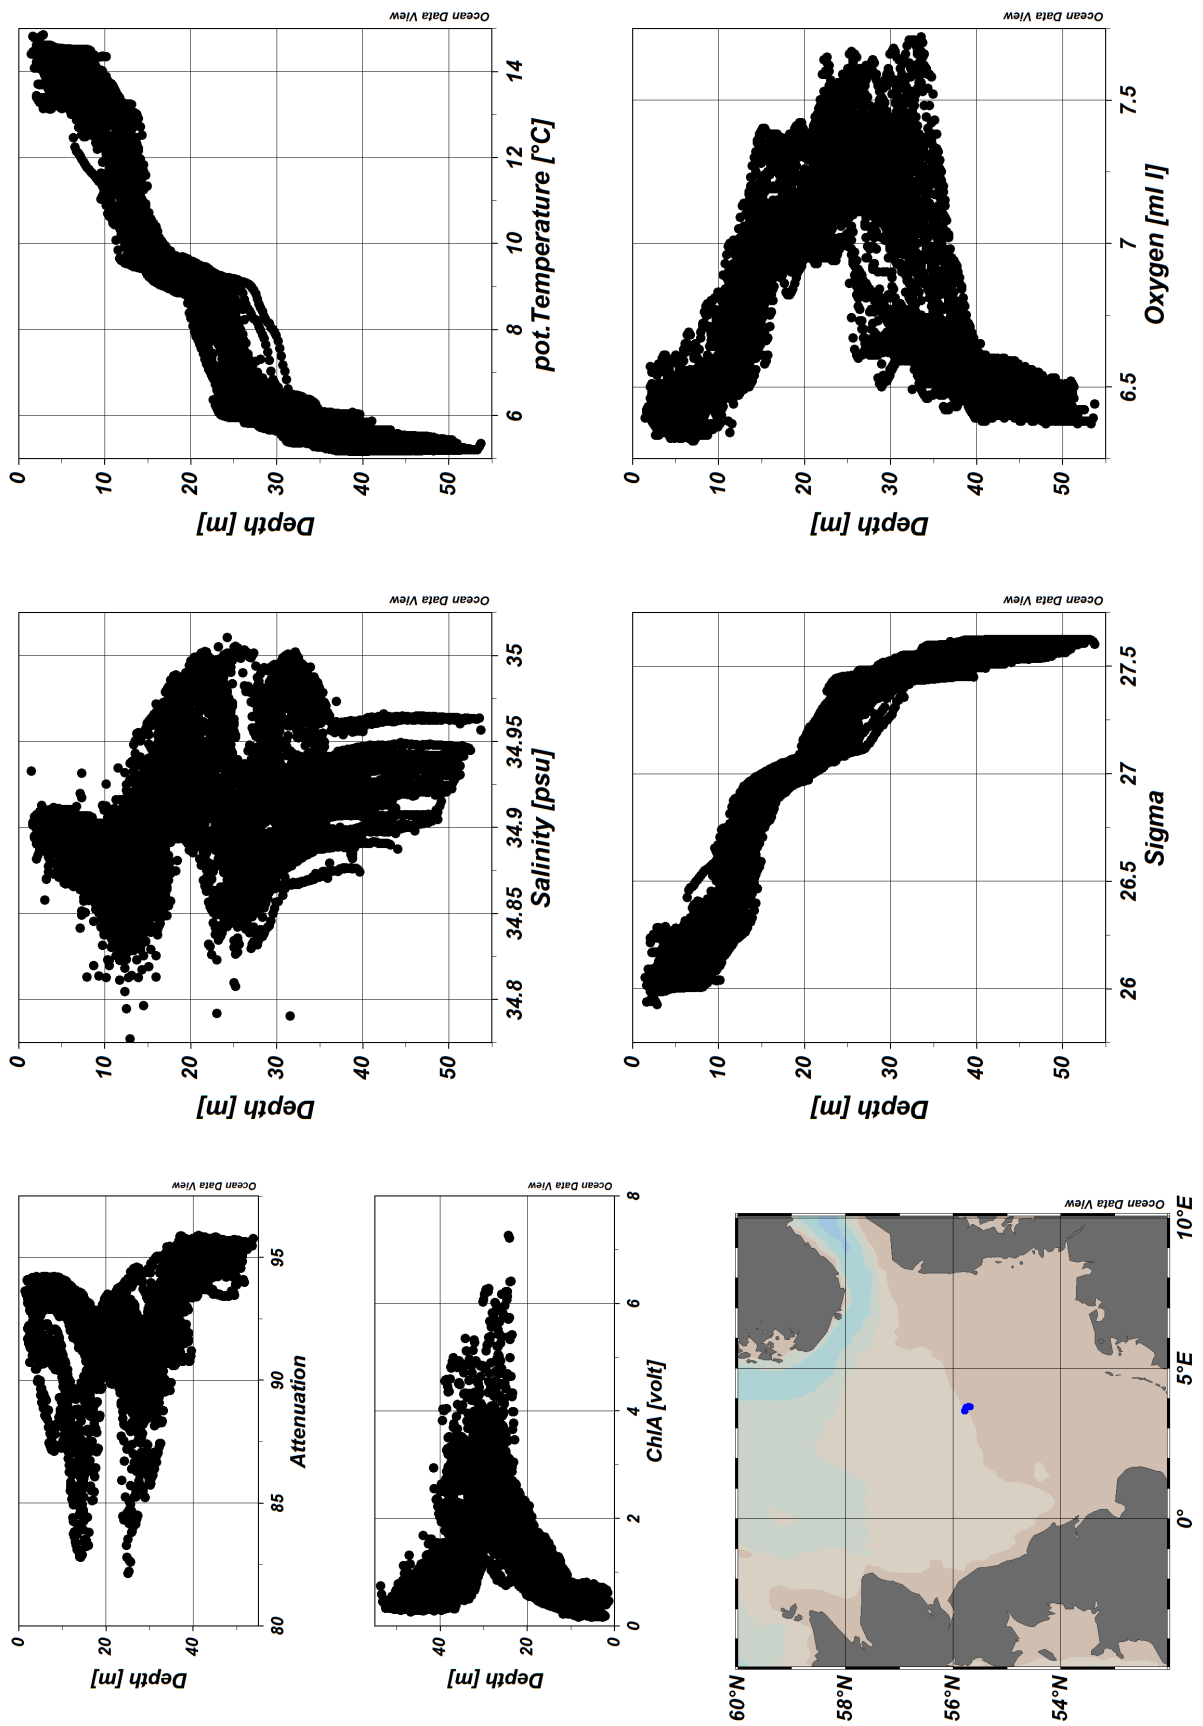 Ocean Data View
0
10
20
30
40
50
Depth [m]
14
12
10
8
6
pot.Temperature [°C]
Ocean Data View
0
10
20
30
40
50
Depth [m]
7.5
7
6.5
Oxygen [ml l]
Ocean Data View
0
10
20
30
40
50
Depth [m]
35
34.95
34.9
34.85
34.8
Salinity [psu]
Ocean Data View
0
10
20
30
40
50
Depth [m]
27.5
27
26.5
26
Sigma
Ocean Data View
0
20
40
Depth [m]
95
90
85
80
Attenuation
Ocean Data View
40
20
0
Depth [m]
8
6
4
2
0
ChlA [volt]
Ocean Data View
60°N
58°N
56°N
54°N
10°E
5°E
0°